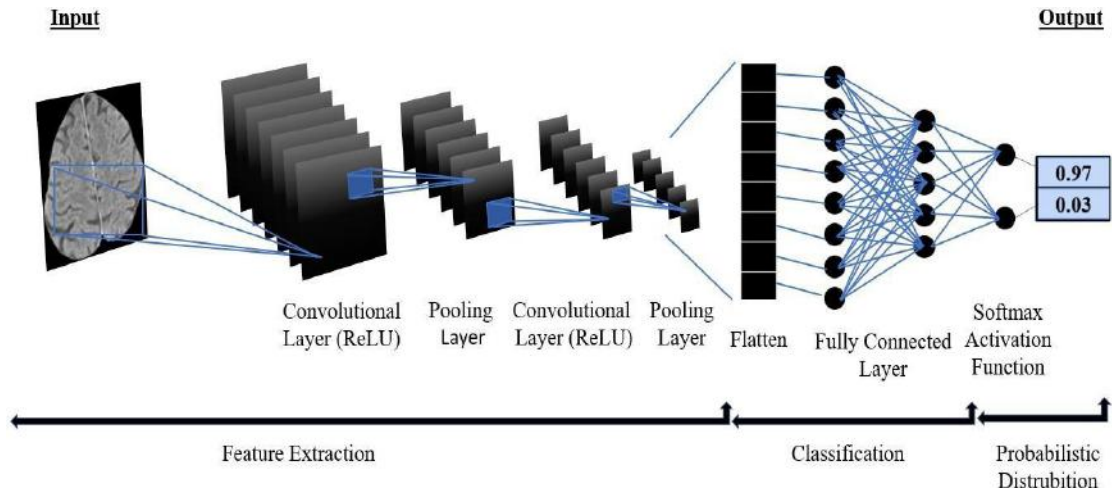 Input
Output
0.97
0.03
Convolutional
Layer (ReLU)
Pooling
Layer
Convolutional
Layer (ReLU)
Pooling
Layer
Flatten
Fully Connected
Layer
Softmax
Activation
Function
Feature Extraction
Classification
Probabilistic
Distrubition